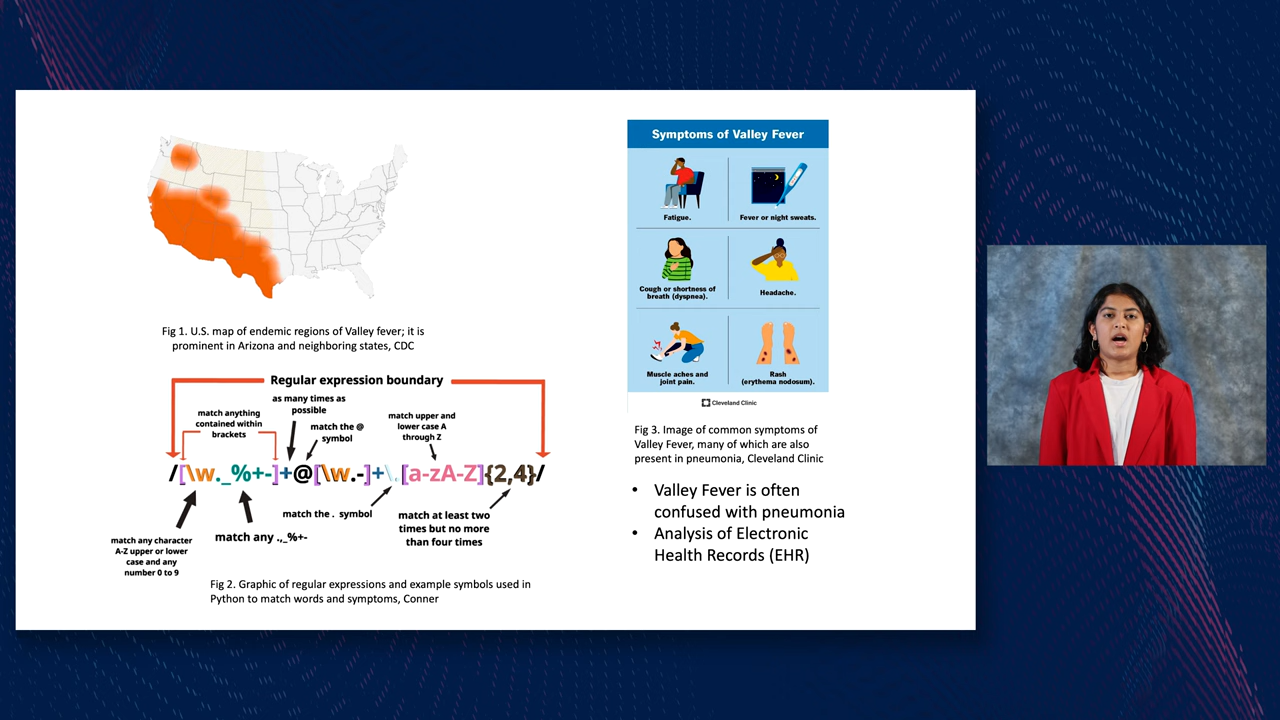 Fig 1. U.S. map of endemic regions of Valley fever; it is
prominent in Arizona and neighboring states, CDC
Regular expression boundary
match anything
contained within
brackets
as many times as
possible
match the @
symbol
match upper and
lower case A
through Z
/[\w._%+-]+@[\w.-]+\.[a-zA-Z]{2,4}/
match any character
A-Z upper or lower
case and any
number 0 to 9
match any .,_%+-
match the . symbol
match at least two
times but no more
than four times
Fig 2. Graphic of regular expressions and example symbols used in
Python to match words and symptoms, Conner
Symptoms of Valley Fever
Fatigue.
Fever or night sweats.
Cough or shortness of
breath (dyspnea).
Headache.
Muscle aches and
joint pain.
Rash
(erythema nodosum).
Cleveland Clinic
Fig 3. Image of common symptoms of
Valley Fever, many of which are also
present in pneumonia, Cleveland Clinic
• Valley Fever is often
confused with pneumonia
• Analysis of Electronic
Health Records (EHR)